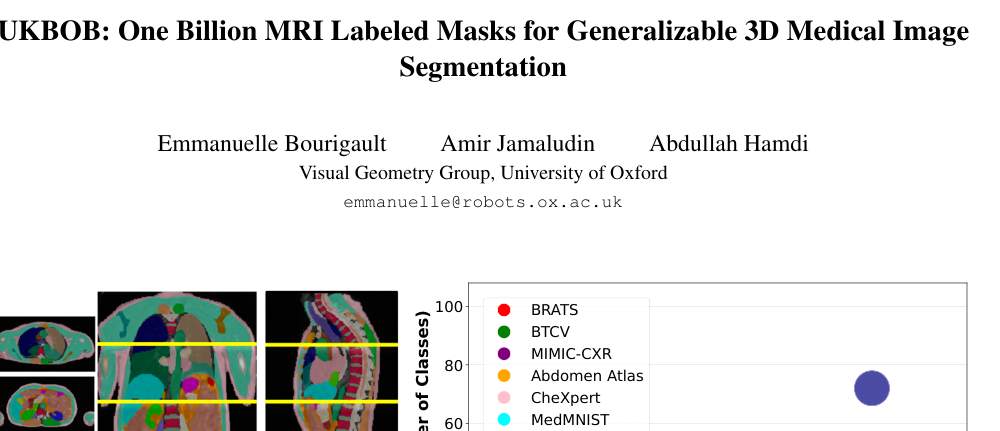 UKBOB: One Billion MRI Labeled Masks for Generalizable 3D Medical Image
Segmentation
Emmanuelle Bourigault Amir Jamaludin Abdullah Hamdi
Visual Geometry Group, University of Oxford
emmanuelle@robots.ox.ac.uk
er of Classes)
100
80
60
BRATS
BTCV
MIMIC-CXR
Abdomen Atlas
CheXpert
MedMNIST